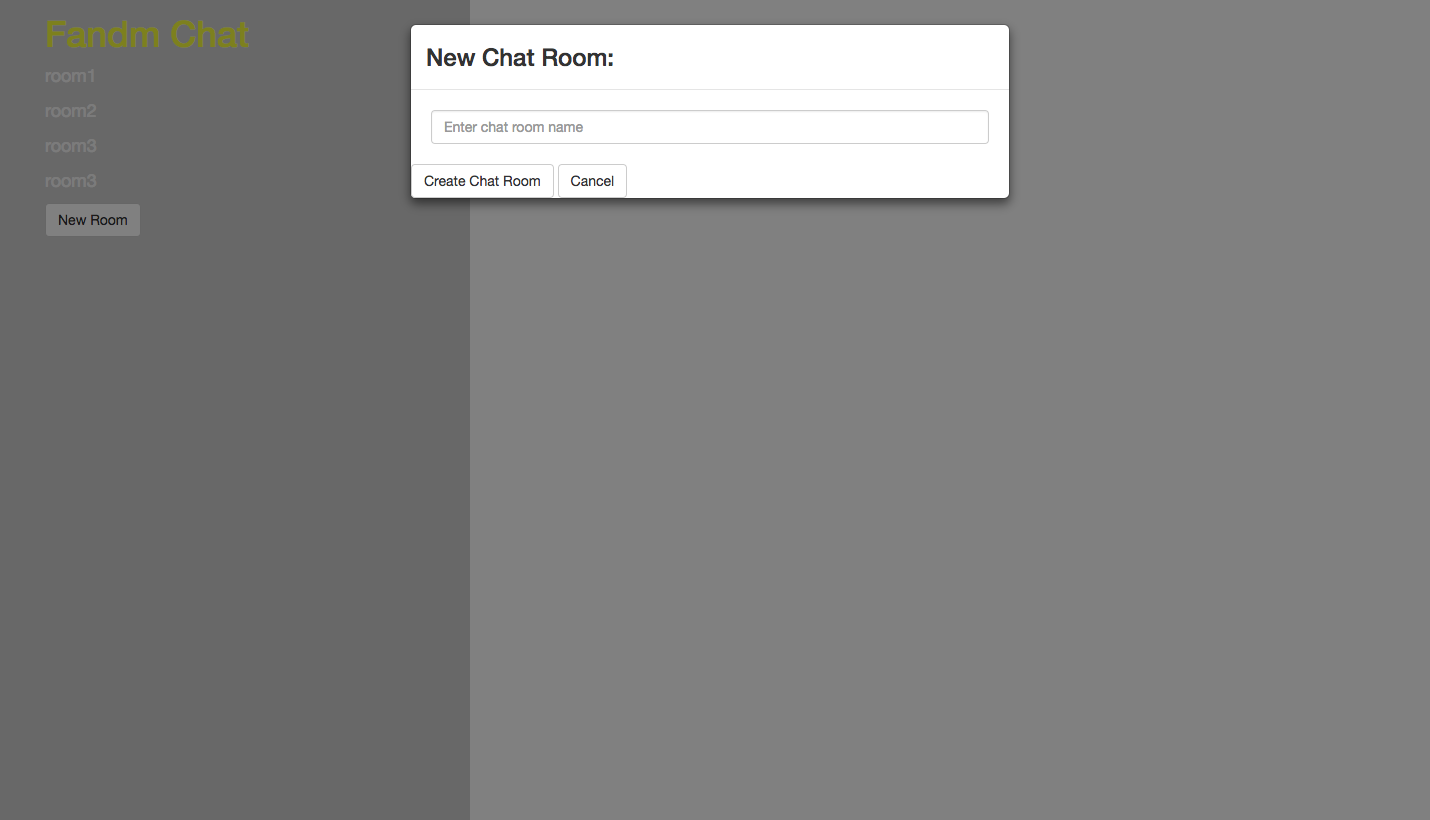 Fandm Chat
room1
room2
room3
room3
New Room
New Chat Room:
Enter chat room name
Create Chat Room Cancel